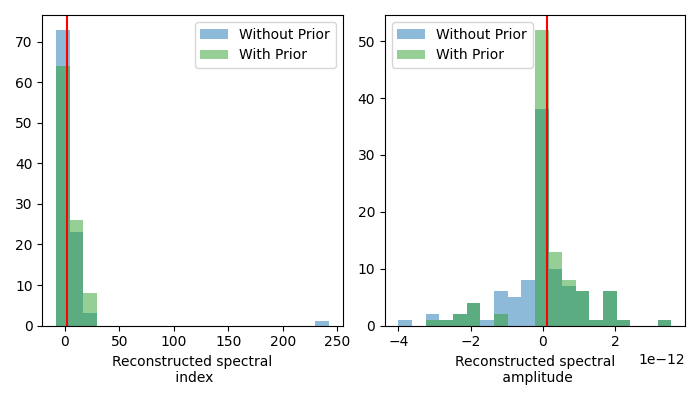 Without Prior
With Prior
70
60
50
40
30
20
10
0
0
50
100
150
200
250
Reconstructed spectral
index
Without Prior
With Prior
50
40
30
20
10
0
−4
−2
0
2
1e−12
Reconstructed spectral
amplitude